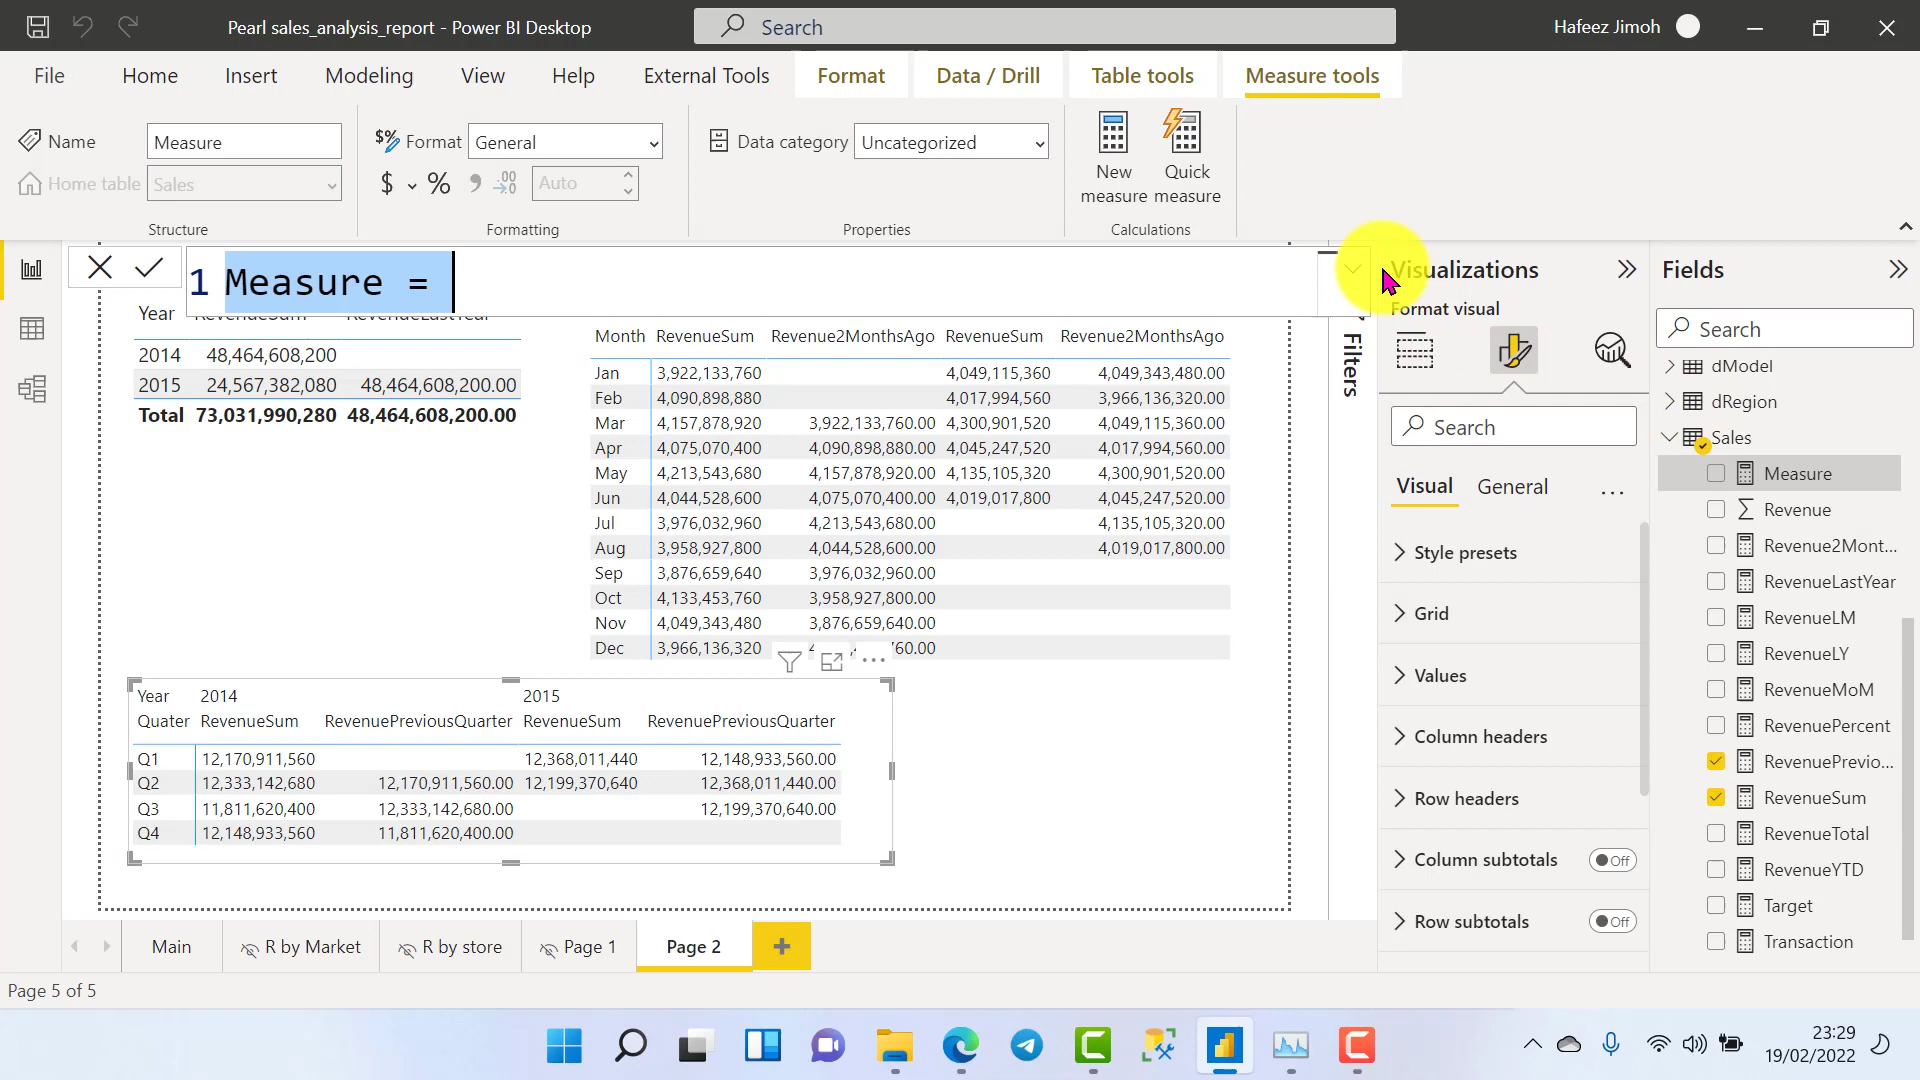 Pearl sales_analysis_report - Power BI Desktop
Search
Hafeez Jimoh
File Home Insert Modeling View Help External Tools Format Data / Drill Table tools Measure tools
Name Measure
Format General
Data category Uncategorized
New measure
Quick measure
Home table Sales
$ % Auto
Structure Formatting Properties Calculations
1 Measure =
Year
2014 48,464,608,200
2015 24,567,382,080 48,464,608,200.00
Total 73,031,990,280 48,464,608,200.00
Month RevenueSum Revenue2MonthsAgo RevenueSum Revenue2MonthsAgo
Jan 3,922,133,760 4,049,115,360 4,049,343,480.00
Feb 4,090,898,880 4,017,994,560 3,966,136,320.00
Mar 4,157,878,920 3,922,133,760.00 4,300,901,520 4,049,115,360.00
Apr 4,075,070,400 4,090,898,880.00 4,045,247,520 4,017,994,560.00
May 4,213,543,680 4,157,878,920.00 4,135,105,320 4,300,901,520.00
Jun 4,044,528,600 4,075,070,400.00 4,019,017,800 4,045,247,520.00
Jul 3,976,032,960 4,213,543,680.00 4,135,105,320.00
Aug 3,958,927,800 4,044,528,600.00 4,019,017,800.00
Sep 3,876,659,640 3,976,032,960.00
Oct 4,133,453,760 3,958,927,800.00
Nov 4,049,343,480 3,876,659,640.00
Dec 3,966,136,320
Year 2014 2015
Quater RevenueSum RevenuePreviousQuarter RevenueSum RevenuePreviousQuarter
Q1 12,170,911,560 12,368,011,440 12,148,933,560.00
Q2 12,333,142,680 12,170,911,560.00 12,199,370,640 12,368,011,440.00
Q3 11,811,620,400 12,333,142,680.00 12,199,370,640.00
Q4 12,148,933,560 11,811,620,400.00
Filters
Visualizations
Format visual
Search
Visual General ...
Style presets
Grid
Values
Column headers
Row headers
Column subtotals Off
Row subtotals Off
Fields
Search
dModel
dRegion
Sales
Measure
Revenue
Revenue2Mont...
RevenueLastYear
RevenueLM
RevenueLY
RevenueMoM
RevenuePercent
RevenuePrevio...
RevenueSum
RevenueTotal
RevenueYTD
Target
Transaction
Main R by Market R by store Page 1 Page 2 +
Page 5 of 5
23:29
19/02/2022